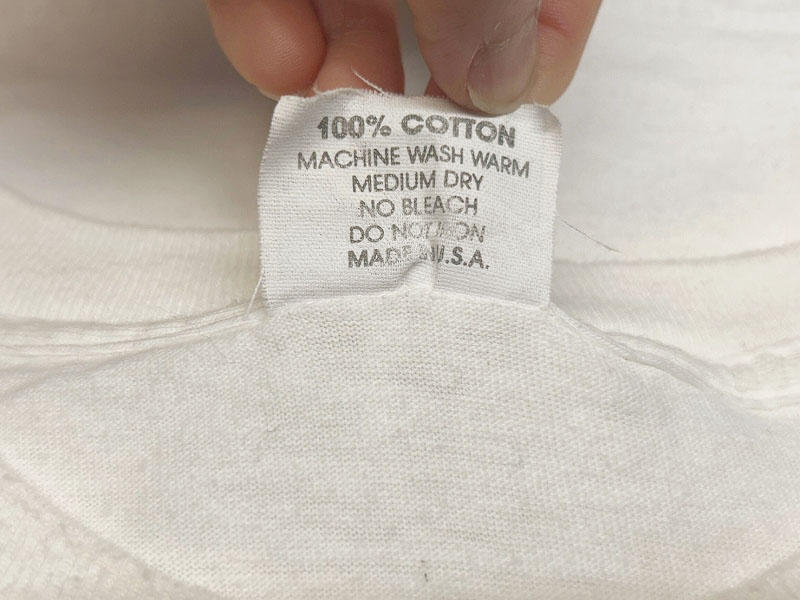 100% COTTON
MACHINE WASH WARM
MEDIUM DRY
NO BLEACH
DO NOT IRON
MADE IN U.S.A.